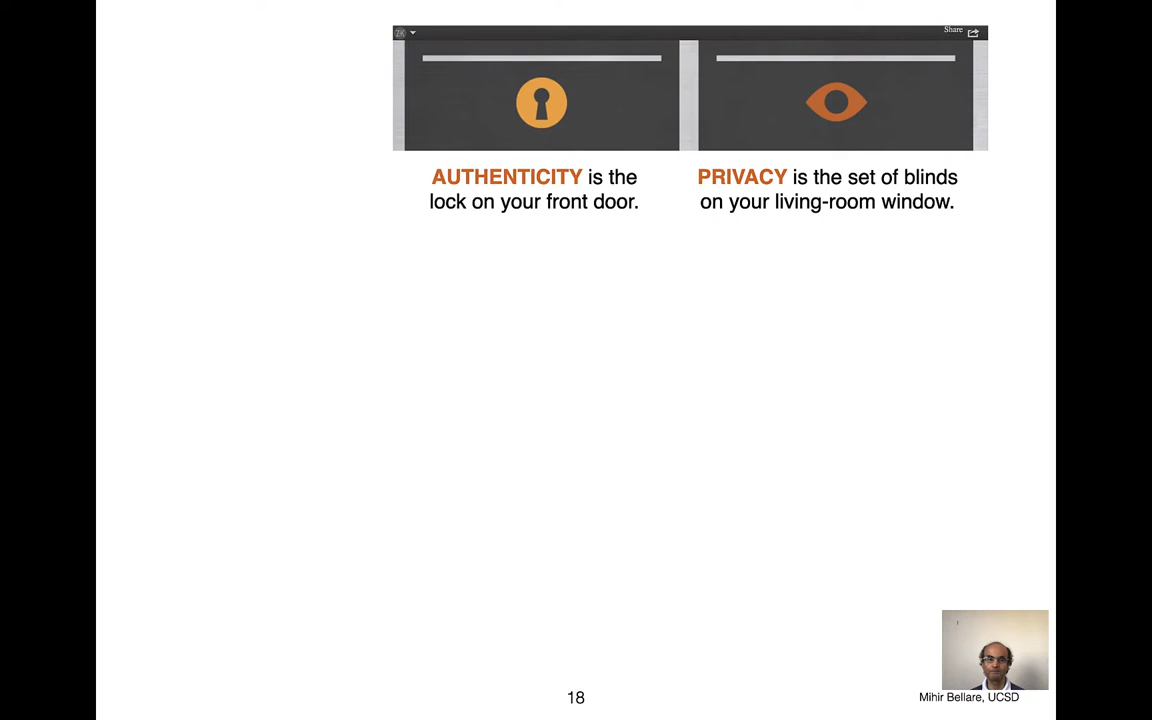 ZK
Share
AUTHENTICITY is the
lock on your front door.
PRIVACY is the set of blinds
on your living-room window.
18
Mihir Bellare, UCSD